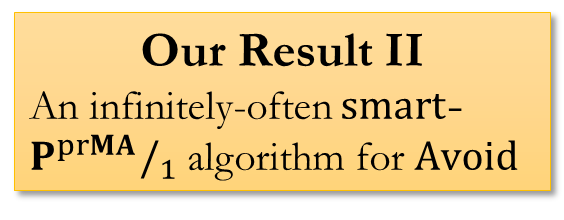 Our Result II
An infinitely-often smart-
P^prMA/₁ algorithm for Avoid